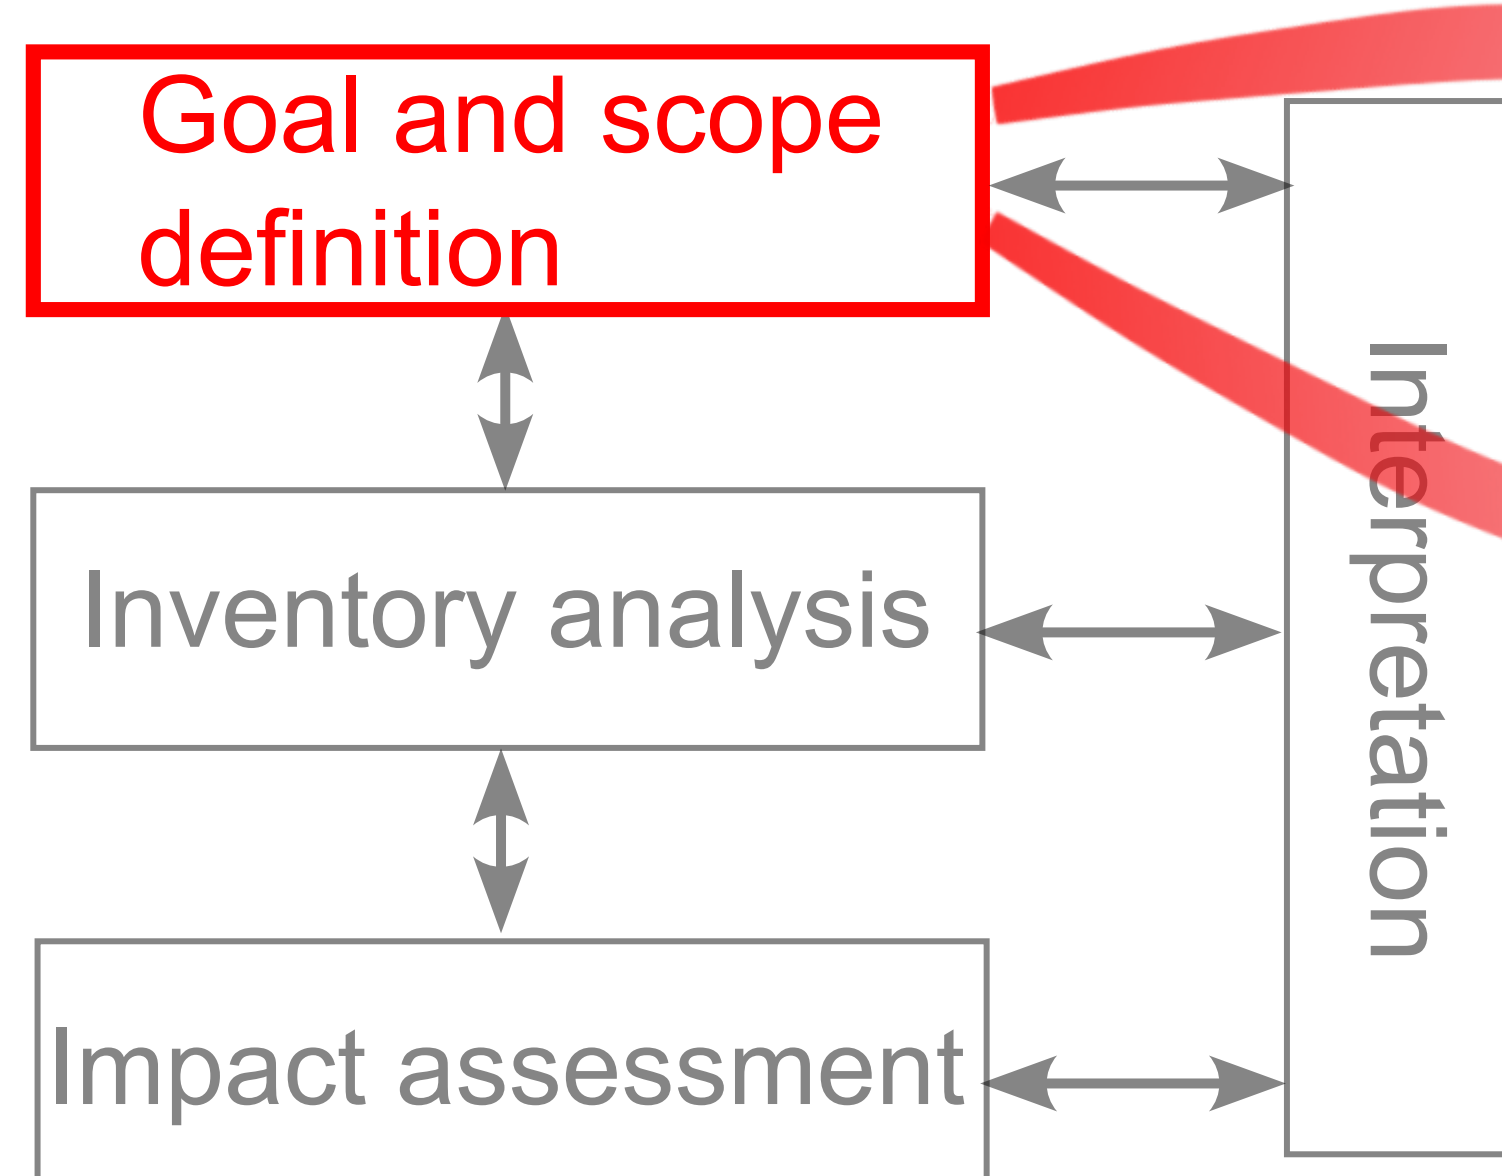 Goal and scope
definition
Inventory analysis
Impact assessment
Interpretation